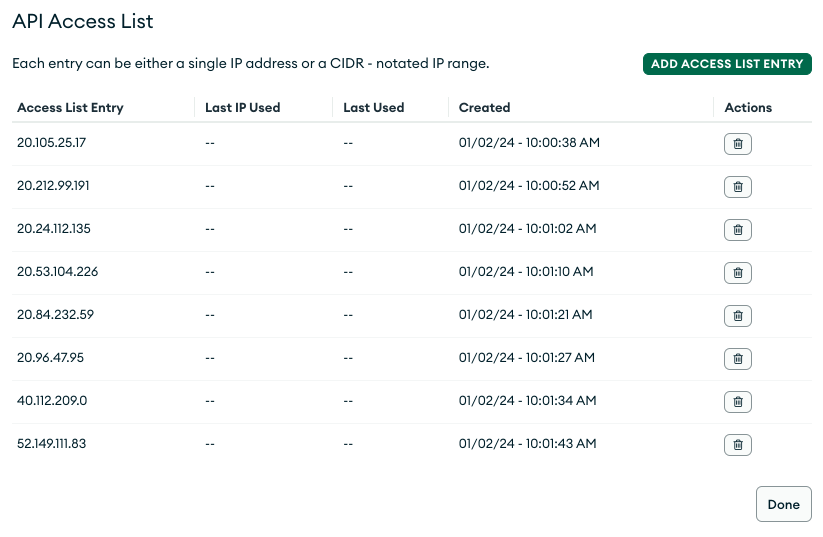 API Access List
Each entry can be either a single IP address or a CIDR - notated IP range.
ADD ACCESS LIST ENTRY
Access List Entry Last IP Used Last Used Created Actions
20.105.25.17 -- -- 01/02/24 - 10:00:38 AM
20.212.99.191 -- -- 01/02/24 - 10:00:52 AM
20.24.112.135 -- -- 01/02/24 - 10:01:02 AM
20.53.104.226 -- -- 01/02/24 - 10:01:10 AM
20.84.232.59 -- -- 01/02/24 - 10:01:21 AM
20.96.47.95 -- -- 01/02/24 - 10:01:27 AM
40.112.209.0 -- -- 01/02/24 - 10:01:34 AM
52.149.111.83 -- -- 01/02/24 - 10:01:43 AM
Done